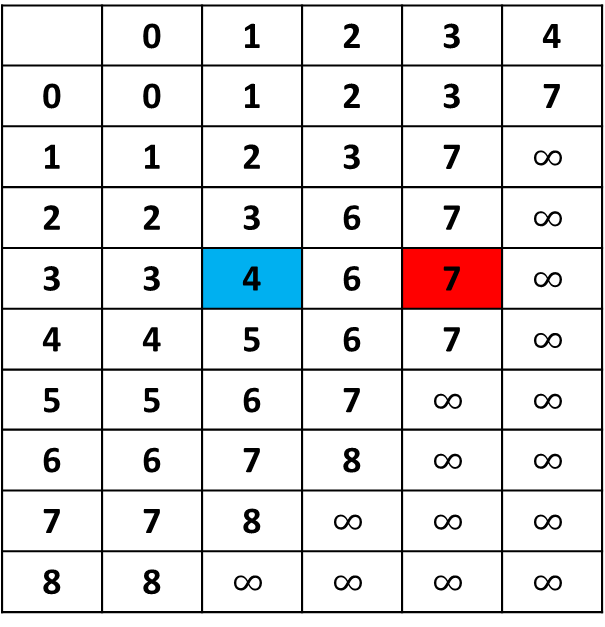 0 1 2 3 4
0 0 1 2 3 7
1 1 2 3 7 ∞
2 2 3 6 7 ∞
3 3 4 6 7 ∞
4 4 5 6 7 ∞
5 5 6 7 ∞ ∞
6 6 7 8 ∞ ∞
7 7 8 ∞ ∞ ∞
8 8 ∞ ∞ ∞ ∞